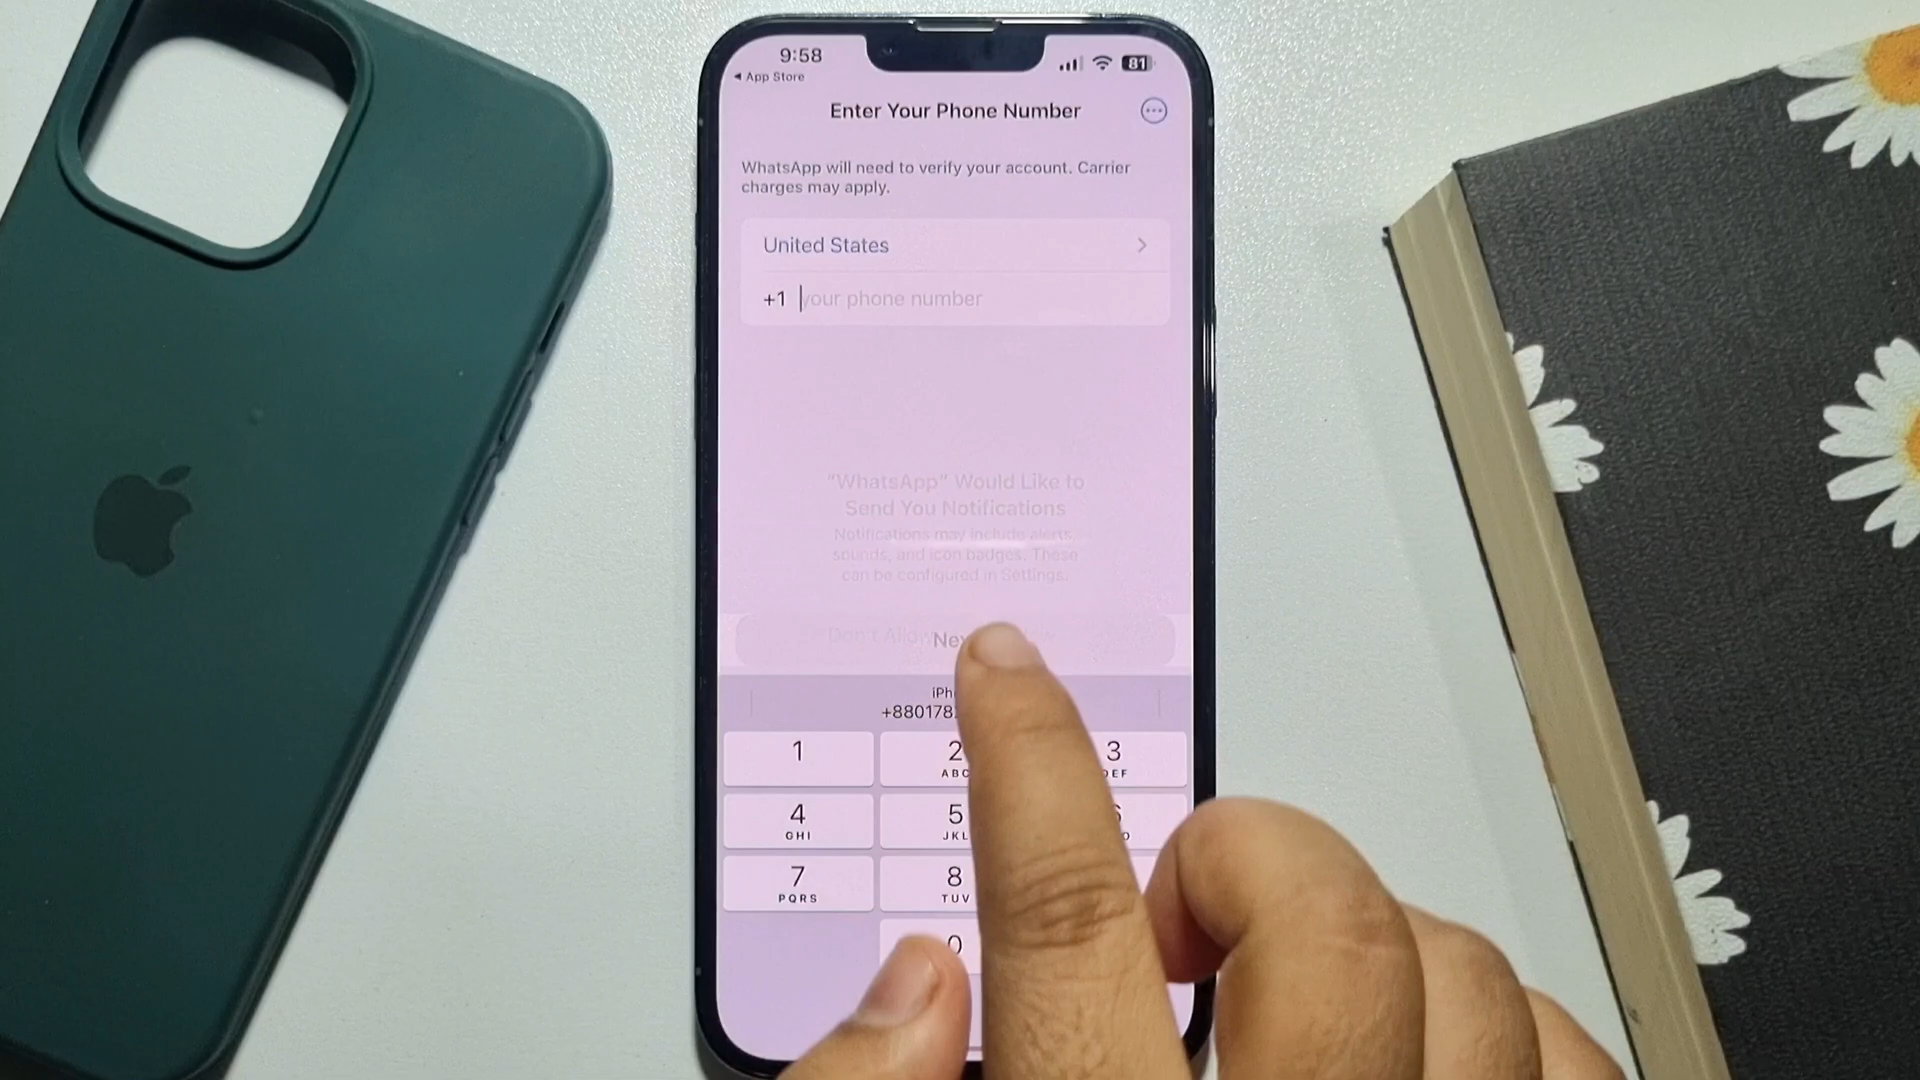 9:58
81
App Store
Enter Your Phone Number
WhatsApp will need to verify your account. Carrier
charges may apply.
United States
+1 your phone number
"WhatsApp" Would Like to
Send You Notifications
Notifications may include alerts,
sounds, and icon badges. These
can be configured in Settings.
Don't Allow
1
2
ABC
3
DEF
4
GHI
5
JKL
7
PQRS
8
TUV
0